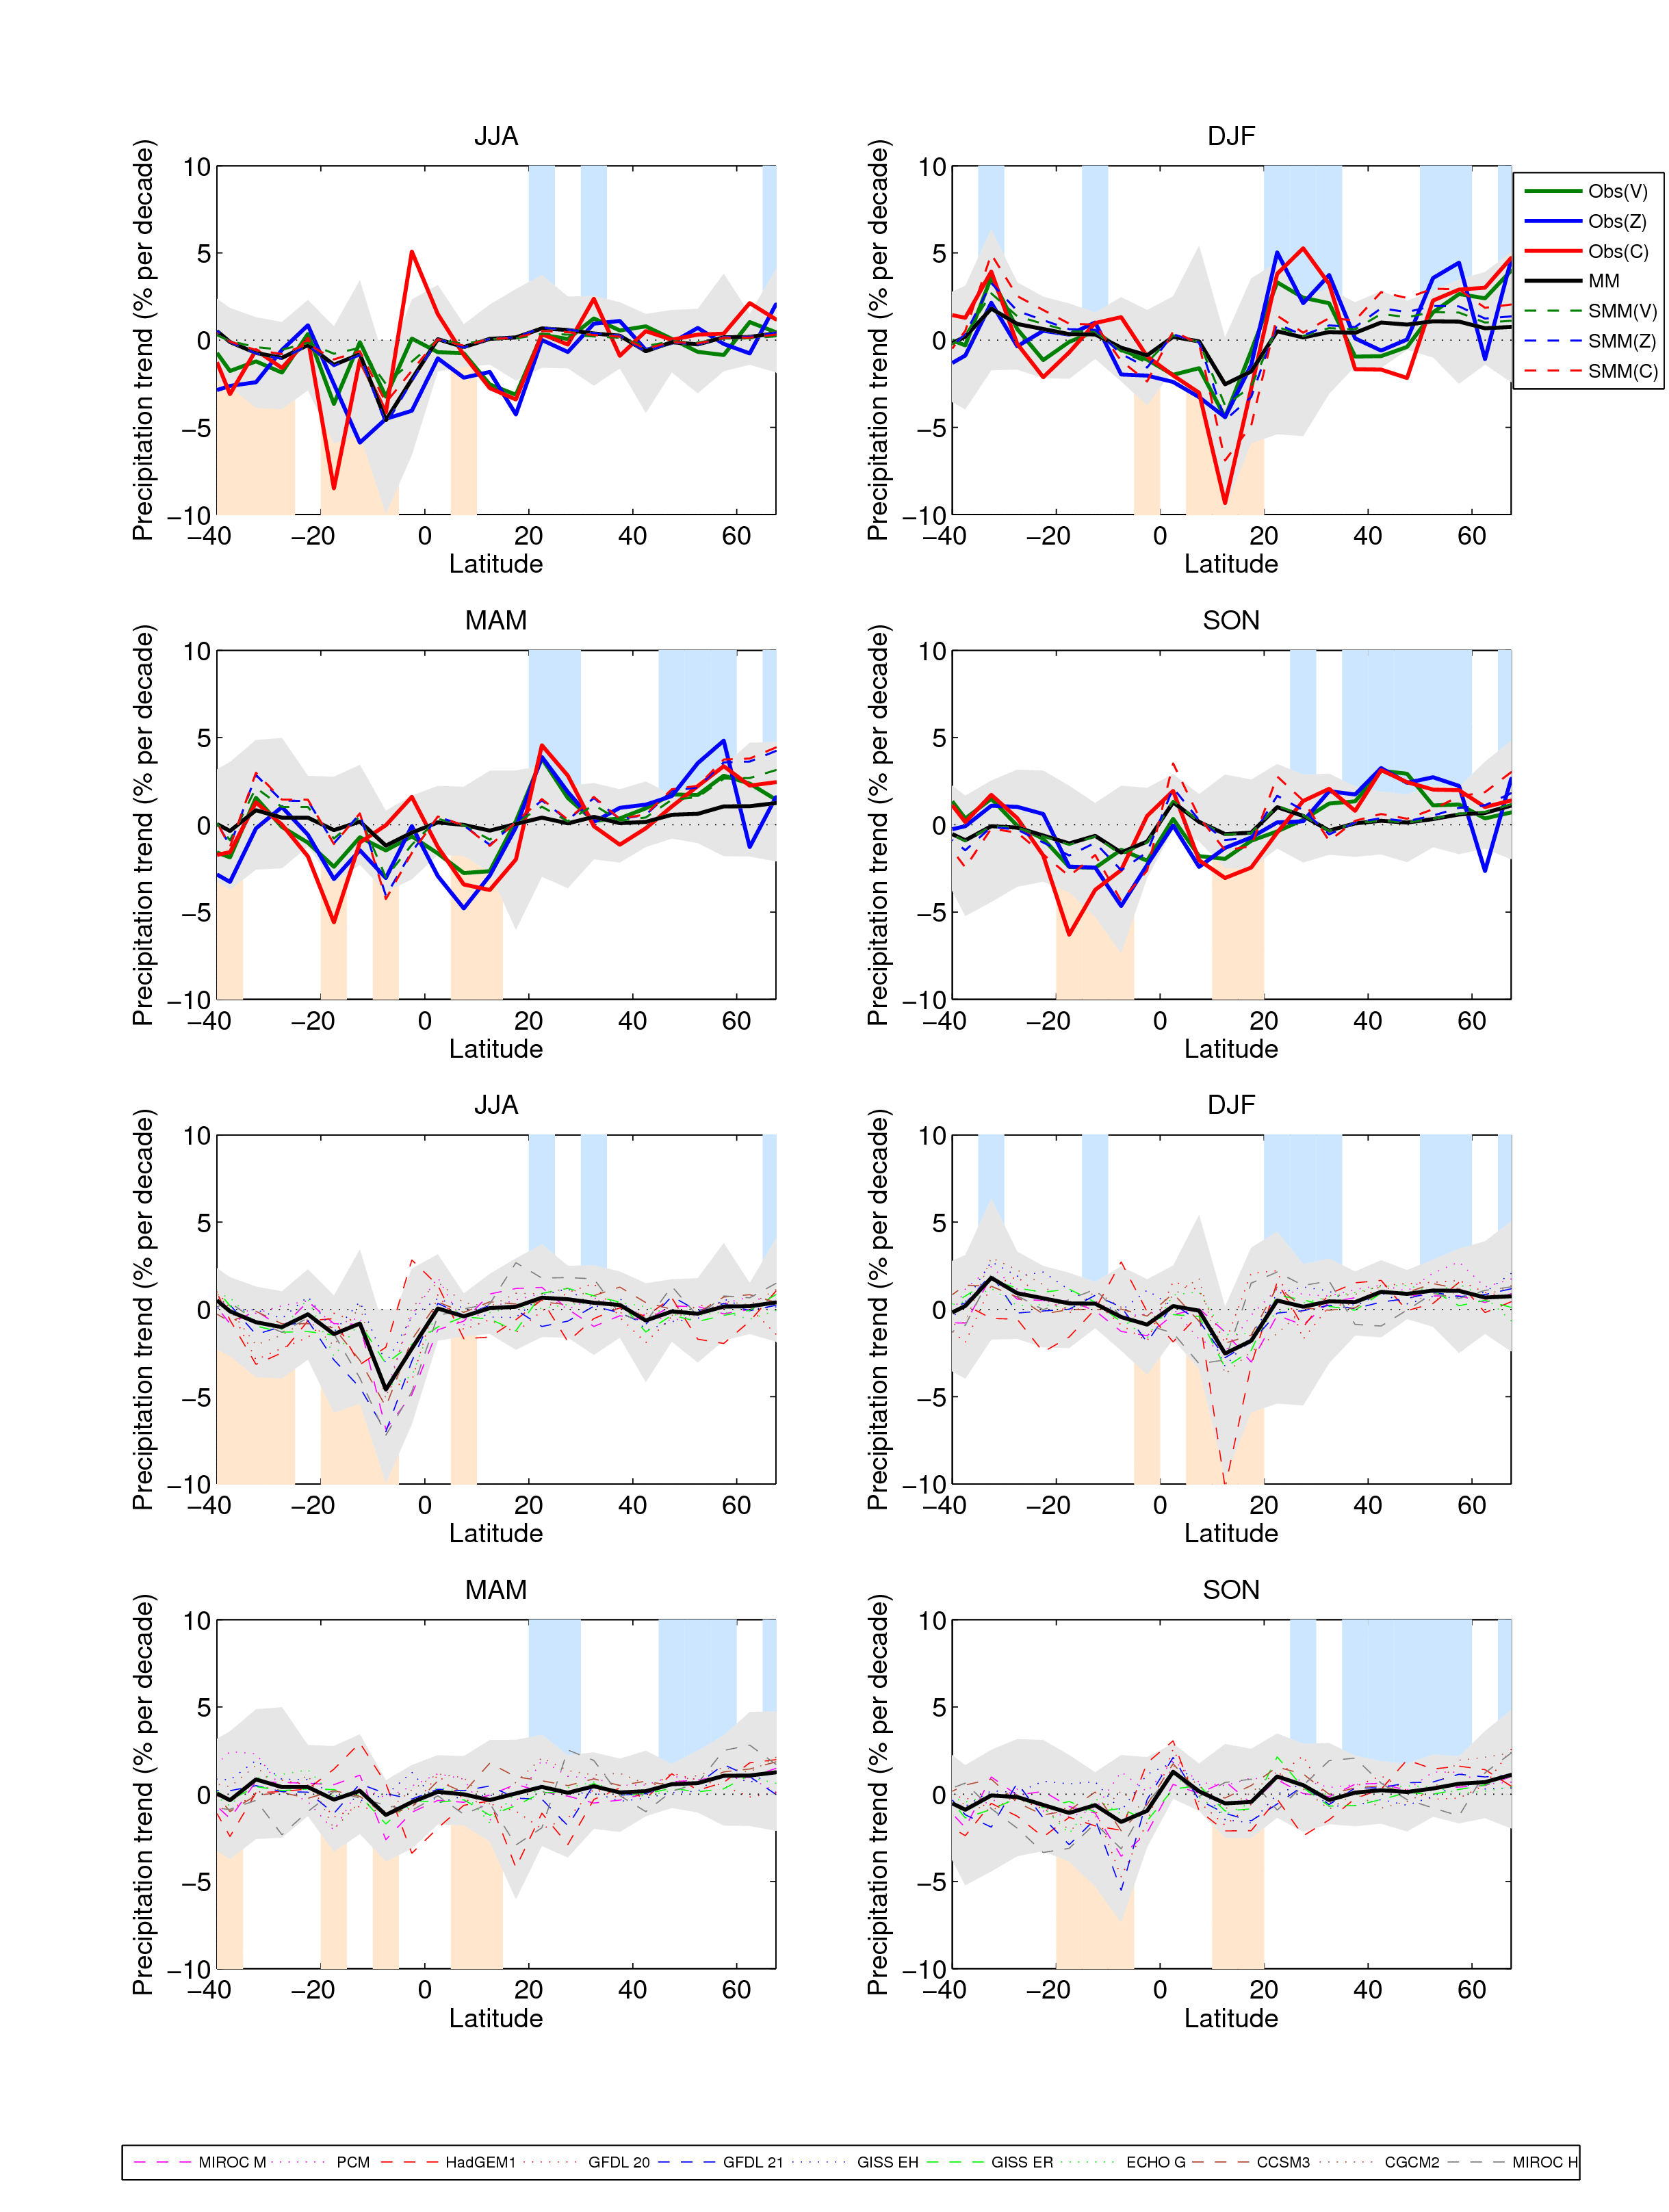 JJA
DJF
Precipitation trend (% per decade)
10
5
0
−5
−10
−40 −20 0 20 40 60
Latitude
Precipitation trend (% per decade)
10
5
0
−5
−10
−40 −20 0 20 40 60
Latitude
Obs(V)
Obs(Z)
Obs(C)
MM
SMM(V)
SMM(Z)
SMM(C)
MAM
SON
Precipitation trend (% per decade)
10
5
0
−5
−10
−40 −20 0 20 40 60
Latitude
Precipitation trend (% per decade)
10
5
0
−5
−10
−40 −20 0 20 40 60
Latitude
JJA
DJF
Precipitation trend (% per decade)
10
5
0
−5
−10
−40 −20 0 20 40 60
Latitude
Precipitation trend (% per decade)
10
5
0
−5
−10
−40 −20 0 20 40 60
Latitude
MAM
SON
Precipitation trend (% per decade)
10
5
0
−5
−10
−40 −20 0 20 40 60
Latitude
Precipitation trend (% per decade)
10
5
0
−5
−10
−40 −20 0 20 40 60
Latitude
MIROC M PCM HadGEM1 GFDL 20 GFDL 21 GISS EH GISS ER ECHO G CCSM3 CGCM2 MIROC H